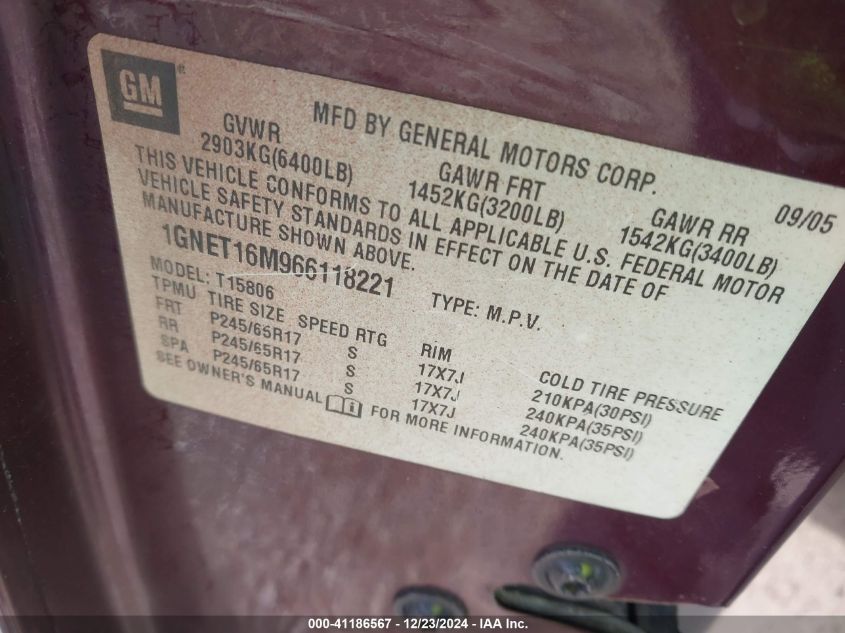 GM
MFD BY GENERAL MOTORS CORP.
09/05
GVWR GAWR FRT GAWR RR
2903KG(6400LB) 1452KG(3200LB) 1542KG(3400LB)
THIS VEHICLE CONFORMS TO ALL APPLICABLE U.S. FEDERAL MOTOR
VEHICLE SAFETY STANDARDS IN EFFECT ON THE DATE OF
MANUFACTURE SHOWN ABOVE.
1GNET16M966118221 TYPE: M.P.V.
MODEL: T15806
TPMU TIRE SIZE SPEED RTG RIM COLD TIRE PRESSURE
FRT P245/65R17 S 17X7J 210KPA(30PSI)
RR P245/65R17 S 17X7J 240KPA(35PSI)
SPA P245/65R17 S 17X7J 240KPA(35PSI)
SEE OWNER'S MANUAL FOR MORE INFORMATION.
000-41186567 - 12/23/2024 - IAA Inc.